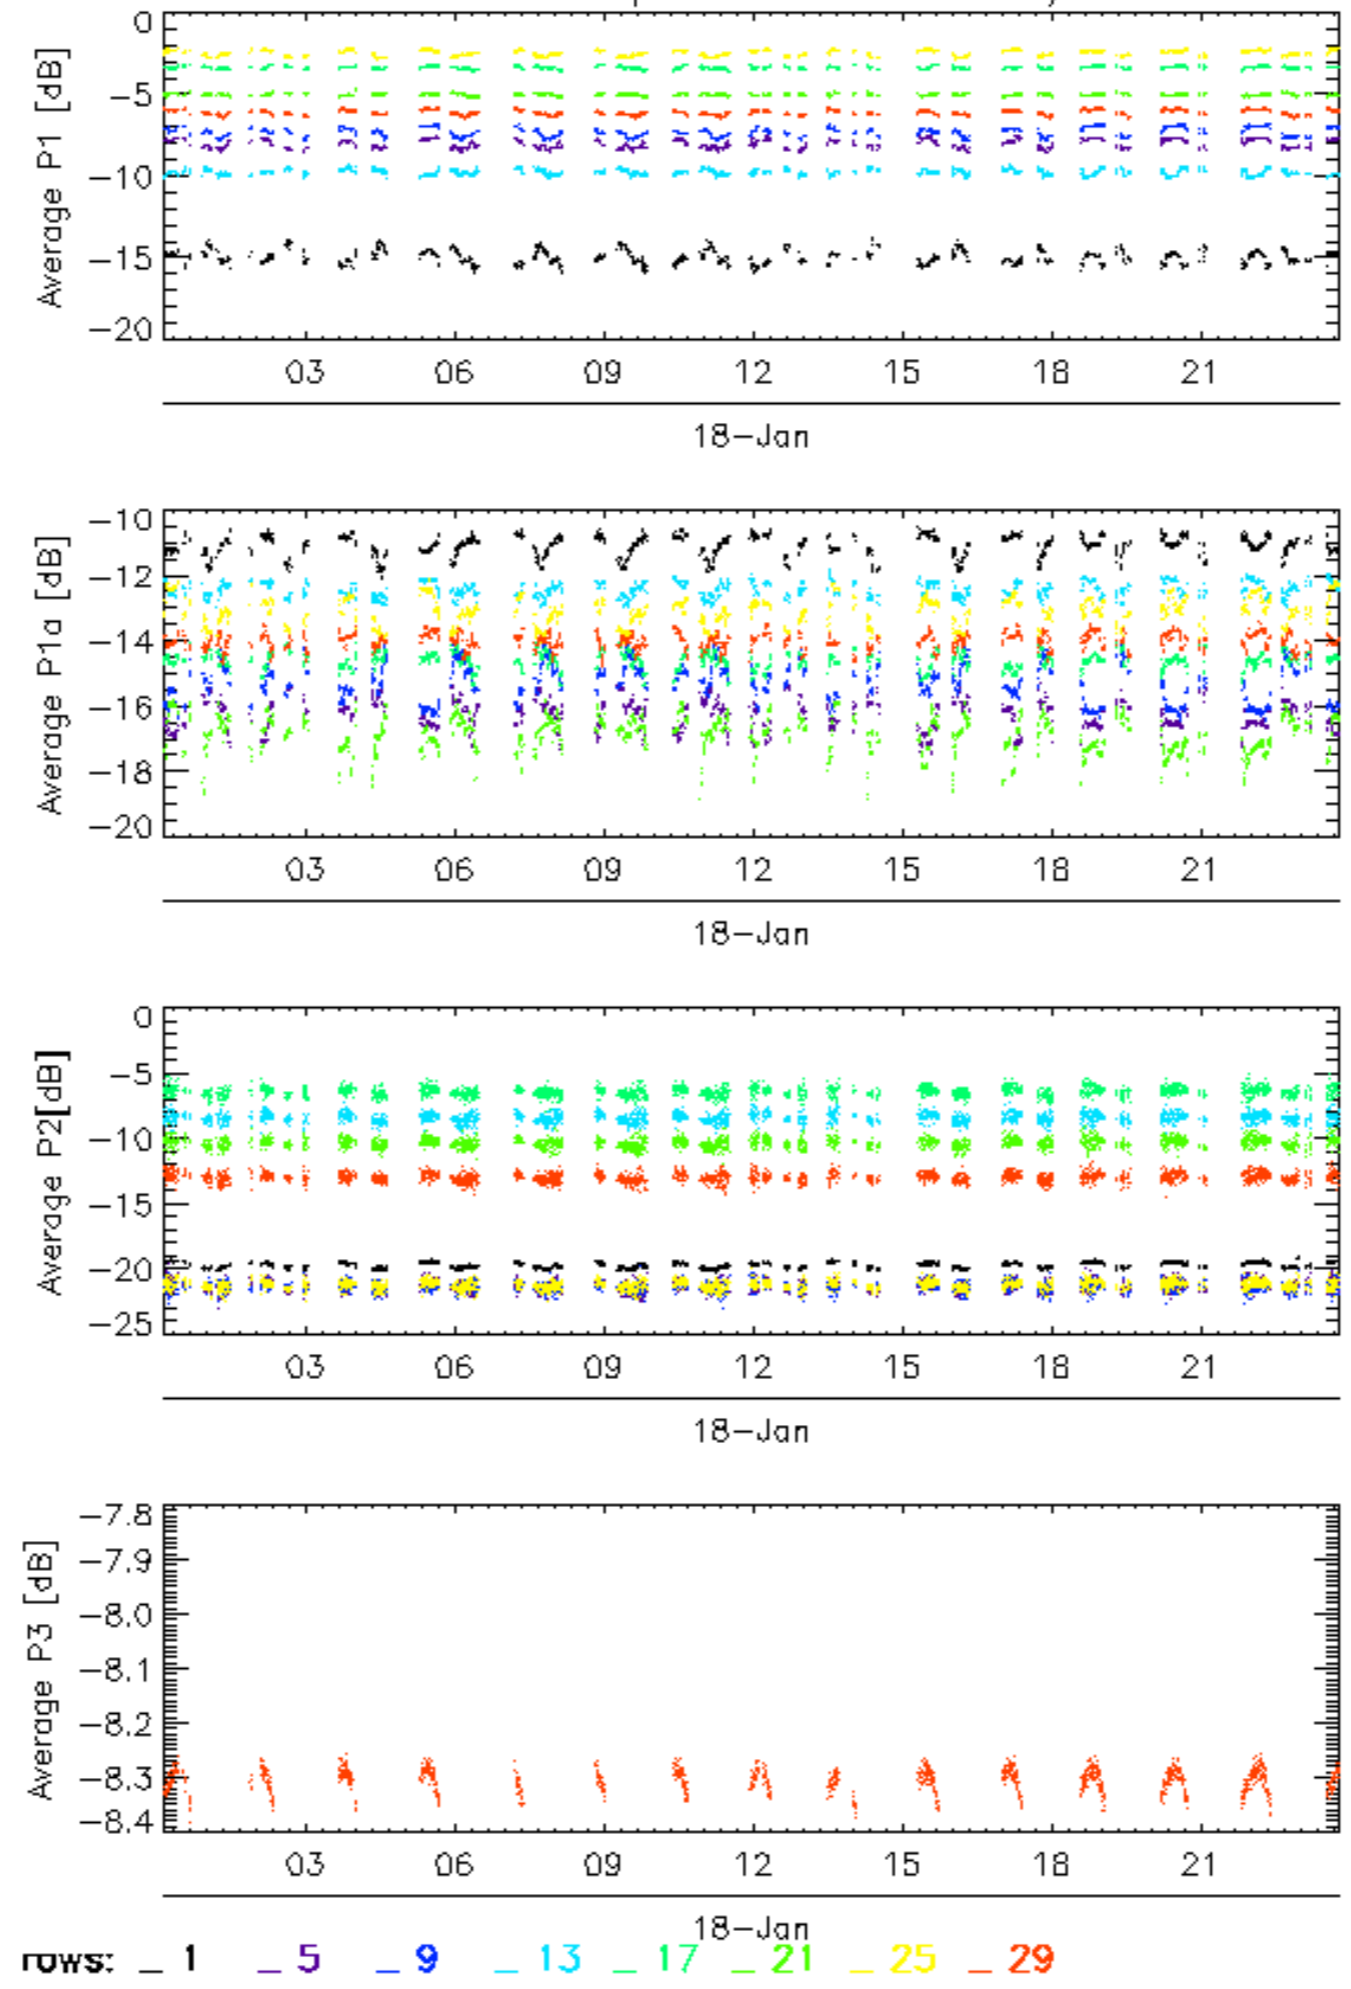 0
-5
-10
-15
-20
Average P1 [dB]
03 06 09 12 15 18 21
18-Jan
-10
-12
-14
-16
-18
-20
Average P1a [dB]
03 06 09 12 15 18 21
18-Jan
0
-5
-10
-15
-20
-25
Average P2[dB]
03 06 09 12 15 18 21
18-Jan
-7.8
-7.9
-8.0
-8.1
-8.2
-8.3
-8.4
Average P3 [dB]
03 06 09 12 15 18 21
18-Jan
rows: _ 1 _ 5 _ 9 _ 13 _ 17 _ 21 _ 25 _ 29